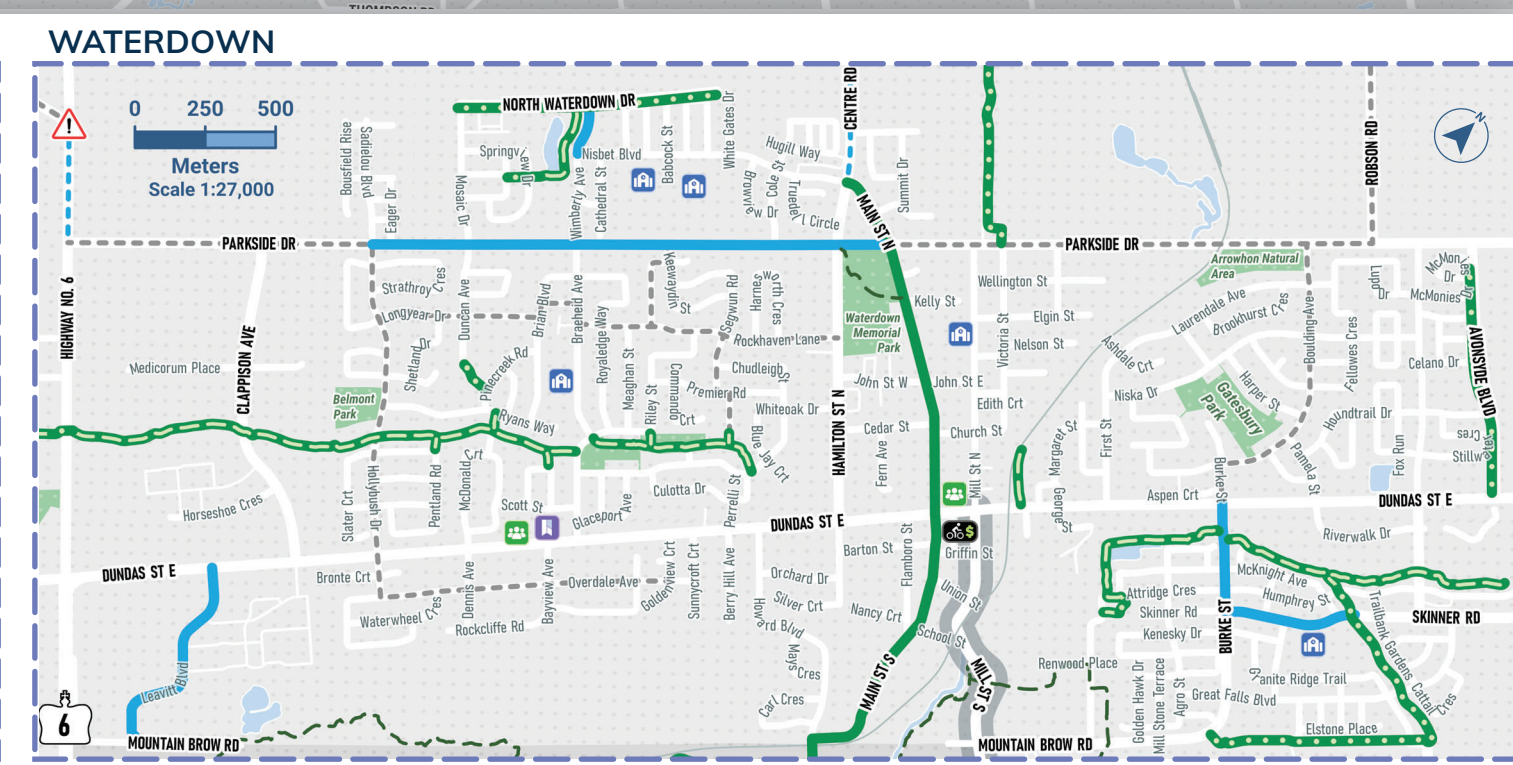 THOMPSON RD
WATERDOWN
0 250 500
Meters
Scale 1:27,000
!
N
NORTH WATERDOWN DR
CENTRE RD
ROBSON RD
HIGHWAY NO. 6
Bousfield Rise
Sadielou Blvd
Eager Dr
Mosaic Dr
Springview Dr
Nisbet Blvd
Wimberly Ave
Cathedral St
Babcock St
White Gates Dr
Hugill Way
Brownview Dr
Cole St
Truedell Circle
Summit Dr
MAIN ST N
PARKSIDE DR
PARKSIDE DR
Arrowhon Natural
Area
McMonies Dr
McMonies
Strathroy Cres
Longyear Dr
Duncan Ave
Brian Blvd
Braeheid Ave
Royaledge Way
Keewaydin St
Segwun Rd
Harnesworth Cres
Rockhaven Lane
Waterdown
Memorial
Park
Kelly St
Wellington St
Elgin St
Nelson St
Victoria St
Ashdale Crt
Laurendale Ave
Brookhurst Cres
Boulding Ave
Fellowes Cres
Celano Dr
AVONSYDE BLVD
CLAPPISON AVE
Medicorum Place
Shetland Dr
Pinecreek Rd
Meaghan St
Riley St
Commando Crt
Premier Rd
Chudleigh St
Whiteoak Dr
John St W
John St E
Edith Crt
Niska Dr
Harper St
Gatesbury
Park
Houndtrail Dr
Belmont
Park
Ryans Way
Blue Jay Crt
HAMILTON ST N
Cedar St
Church St
Fern Ave
Mill St N
Margaret St
First St
Pamela St
Fox Run
Stillw
Horseshoe Cres
Slater Crt
Hollybush Dr
Pentland Rd
McDonald Crt
Scott St
Glaceport Ave
Culotta Dr
Perrelli St
DUNDAS ST E
George St
Aspen Crt
Burke St
DUNDAS ST E
Riverwalk Dr
DUNDAS ST E
Bronte Crt
Waterwheel Cres
Dennis Ave
Rockcliffe Rd
Bayview Ave
Overdale Ave
Goldenview Crt
Sunnycroft Crt
Berry Hill Ave
Barton St
Orchard Dr
Silver Crt
Howard Blvd
Nancy Crt
Flamboro St
$
Griffin St
Union St
School St
McKnight Ave
Attridge Cres
Skinner Rd
Humphrey St
Kenesky Dr
BURKE ST
SKINNER RD
Trailbank Gardens
Cattail Cres
Leavitt Blvd
Mays Cres
Carl Cres
MAIN ST S
MILL ST S
Renwood Place
Golden Hawk Dr
Mill Stone Terrace
Agro St
Granite Ridge Trail
Great Falls Blvd
Elstone Place
6
MOUNTAIN BROW RD
MOUNTAIN BROW RD